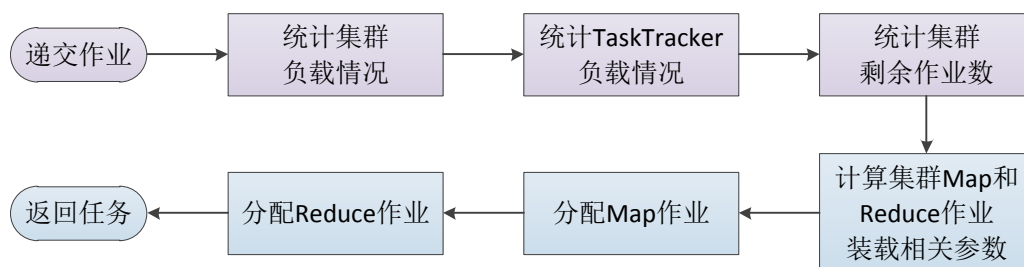 递交作业
统计集群
负载情况
统计TaskTracker
负载情况
统计集群
剩余作业数
计算集群Map和
Reduce作业
装载相关参数
分配Map作业
分配Reduce作业
返回任务